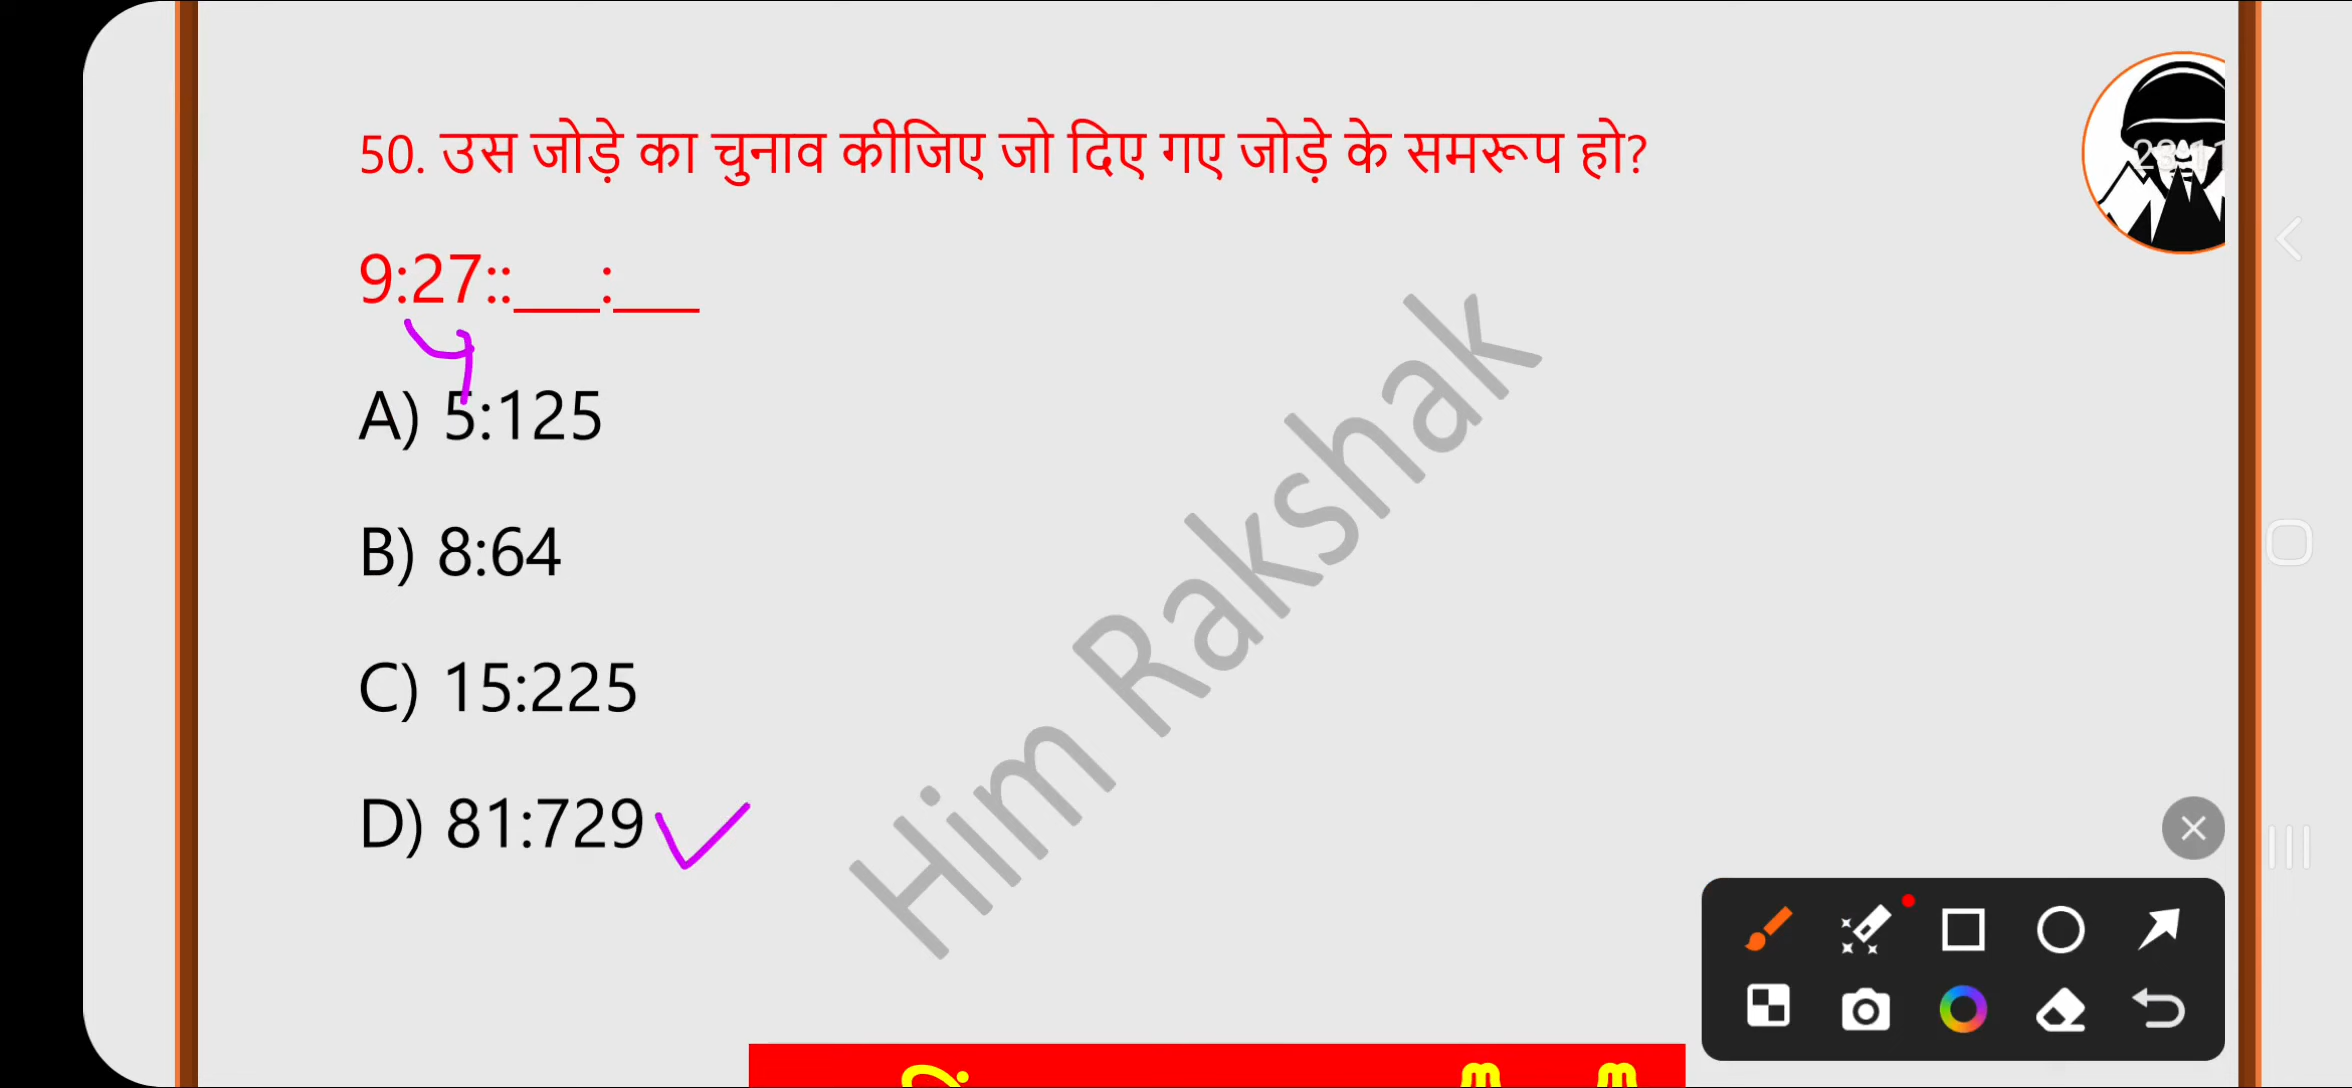 50. उस जोड़े का चुनाव कीजिए जो दिए गए जोड़े के समरूप हो?
9:27::___:___
A) 5:125
B) 8:64
C) 15:225
D) 81:729
Him Rakshak